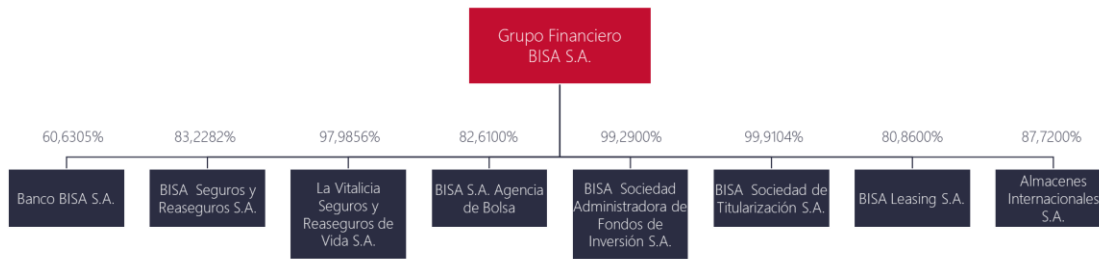 Grupo Financiero
BISA S.A.
60,6305%
83,2282%
97,9856%
82,6100%
99,2900%
99,9104%
80,8600%
87,7200%
Banco BISA S.A.
BISA Seguros y
Reaseguros S.A.
La Vitalicia
Seguros y
Reaseguros de
Vida S.A.
BISA S.A. Agencia
de Bolsa
BISA Sociedad
Administradora de
Fondos de
Inversión S.A.
BISA Sociedad de
Titularización S.A.
BISA Leasing S.A.
Almacenes
Internacionales
S.A.